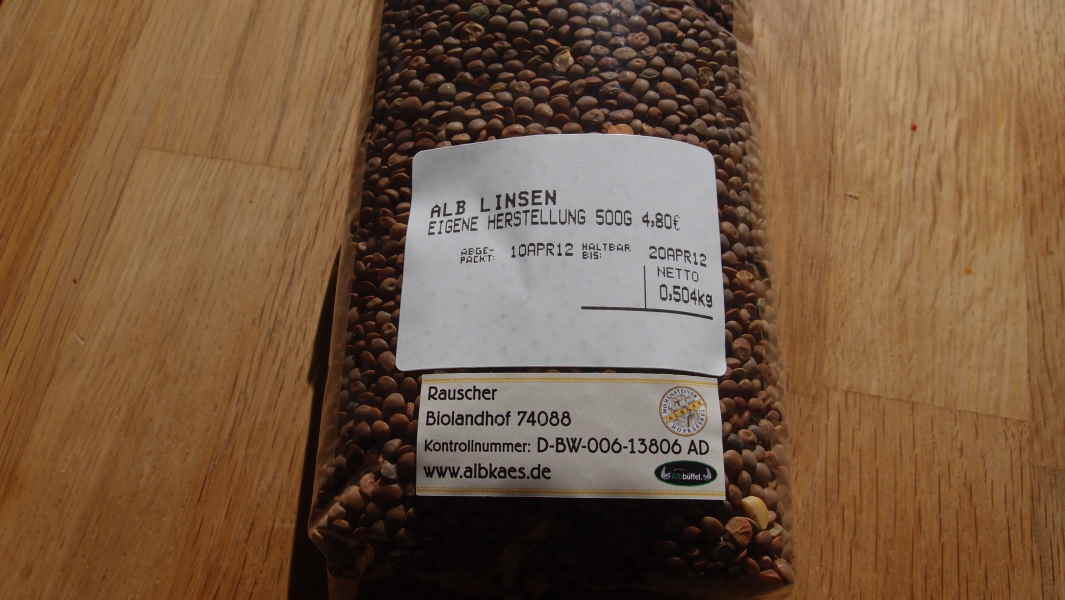 ALB LINSEN
EIGENE HERSTELLUNG 500G 4,80€
ABGE-
PACKT: 10APR12 HALTBAR
BIS: 20APR12
NETTO
0,504kg
Rauscher
Biolandhof 74088
Kontrollnummer: D-BW-006-13806 AD
www.albkaes.de
büffel